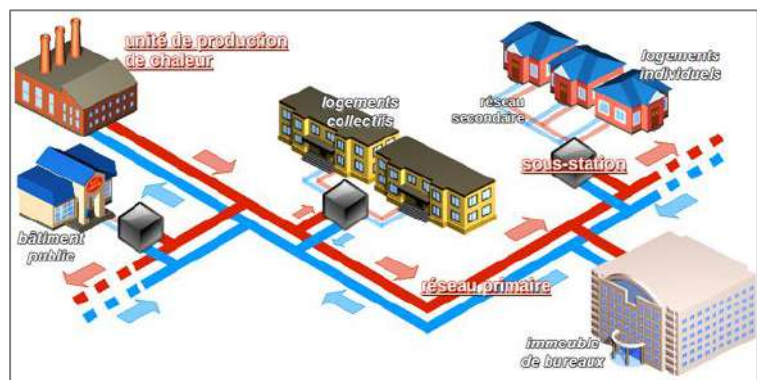 unité de production
de chaleur
logements
individuels
logements
collectifs
réseau
secondaire
sous-station
bâtiment
public
réseau primaire
immeuble
de bureaux